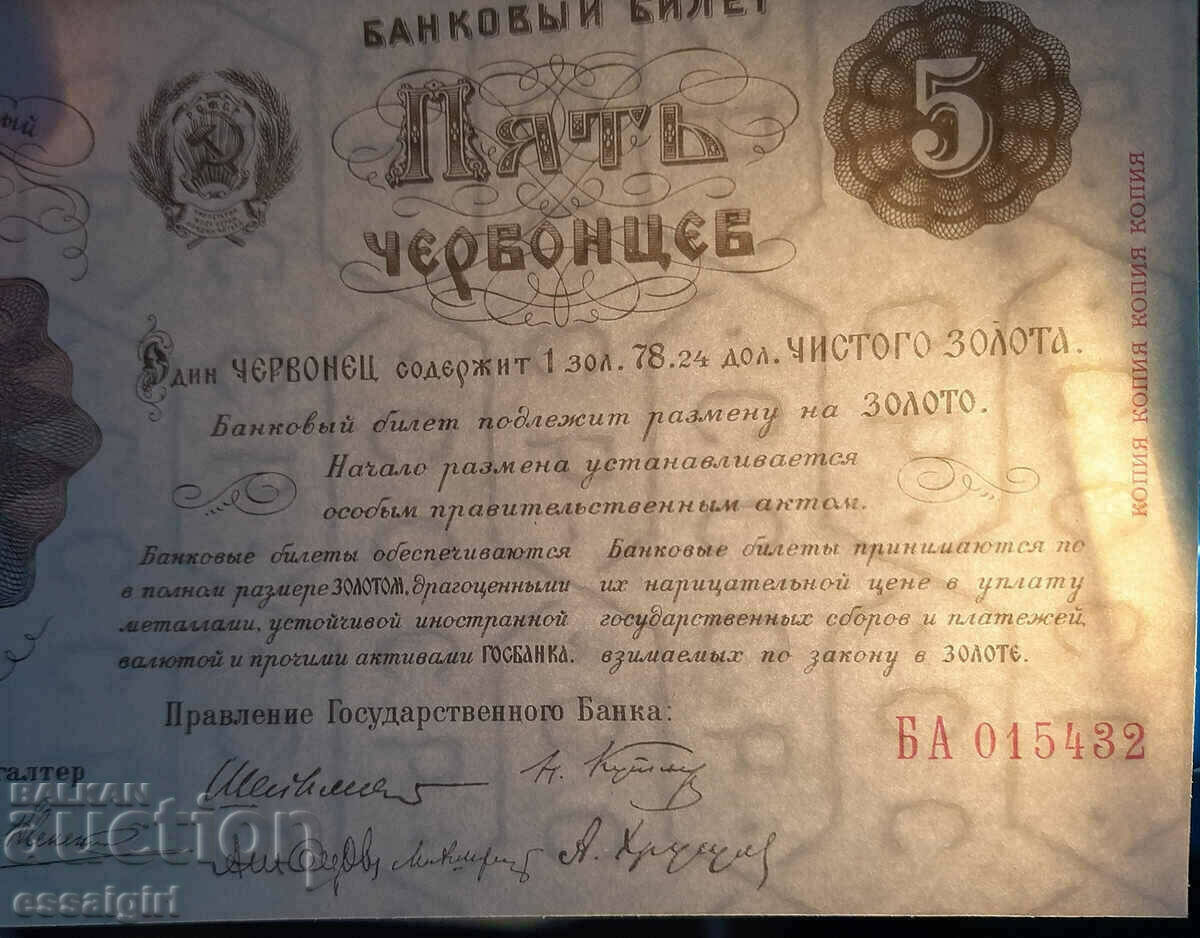 БАНКОВЫЙ БИЛЕТ
5
Р.С.Ф.С.Р.
ПЯТЬ
ЧЕРВОНЦЕВ
Один ЧЕРВОНЕЦ содержит 1 зол. 78.24 дол. ЧИСТОГО ЗОЛОТА.
Банковый билет подлежит размену на ЗОЛОТО.
Начало размена устанавливается
особым правительственным актом.
Банковые билеты обеспечиваются
в полном размере ЗОЛОТОМ, драгоценными
металлами, устойчивой иностранной
валютой и прочими активами ГОСБАНКА.
Банковые билеты принимаются по
их нарицательной цене в уплату
государственных сборов и платежей,
взимаемых по закону в ЗОЛОТЕ.
Правление Государственного Банка:
БА 015432
КОПИЯ КОПИЯ КОПИЯ КОПИЯ
BALKAN
auction
essaigirl